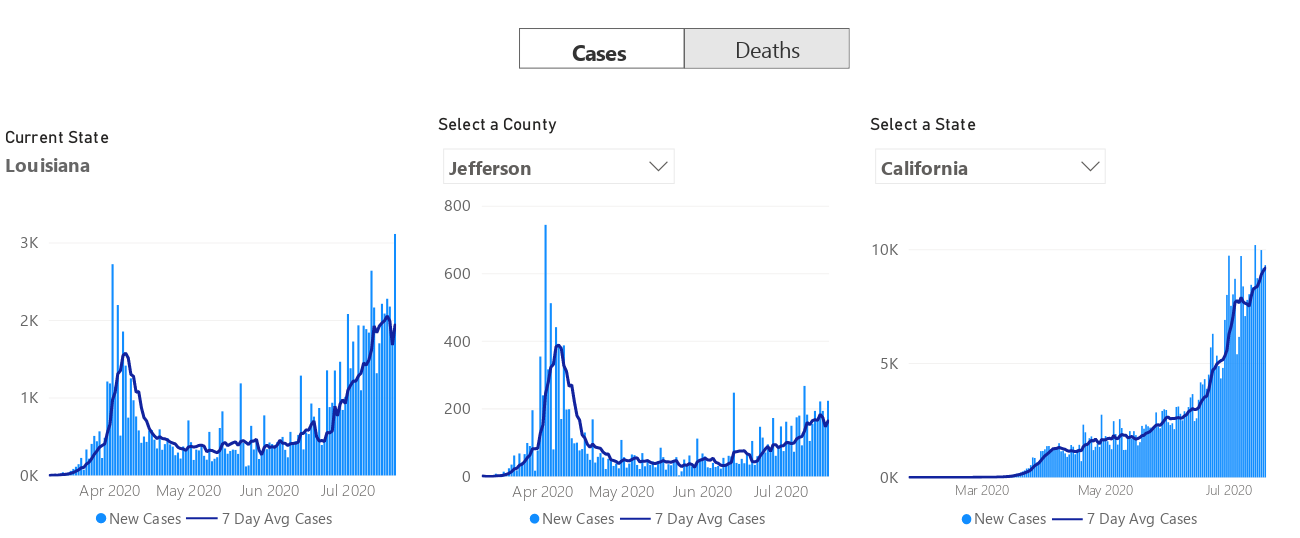 Cases
Deaths
Current State
Louisiana
Select a County
Jefferson
Select a State
California
3K
2K
1K
0K
Apr 2020 May 2020 Jun 2020 Jul 2020
New Cases 7 Day Avg Cases
800
600
400
200
0
Apr 2020 May 2020 Jun 2020 Jul 2020
New Cases 7 Day Avg Cases
10K
5K
0K
Mar 2020 May 2020 Jul 2020
New Cases 7 Day Avg Cases